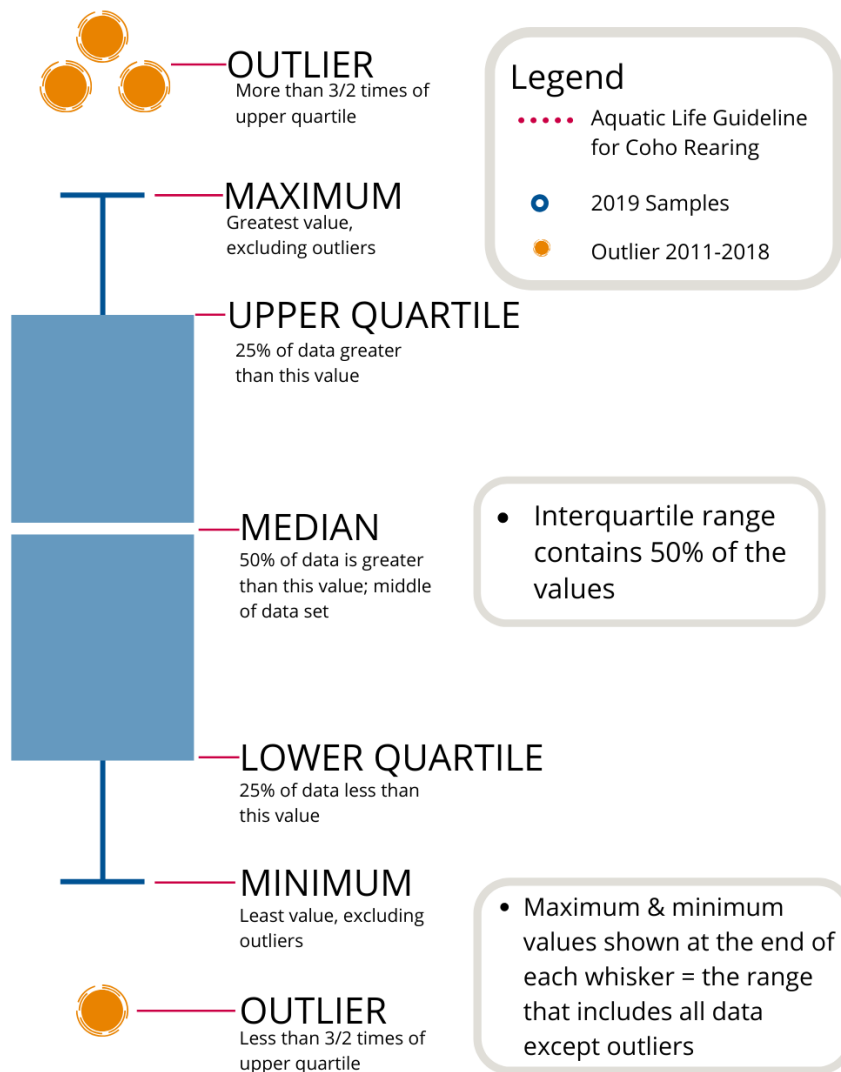 OUTLIER
More than 3/2 times of
upper quartile
MAXIMUM
Greatest value,
excluding outliers
UPPER QUARTILE
25% of data greater
than this value
MEDIAN
50% of data is greater
than this value; middle
of data set
LOWER QUARTILE
25% of data less than
this value
MINIMUM
Least value, excluding
outliers
OUTLIER
Less than 3/2 times of
upper quartile
Legend
Aquatic Life Guideline
for Coho Rearing
2019 Samples
Outlier 2011-2018
• Interquartile range
contains 50% of the
values
• Maximum & minimum
values shown at the end of
each whisker = the range
that includes all data
except outliers